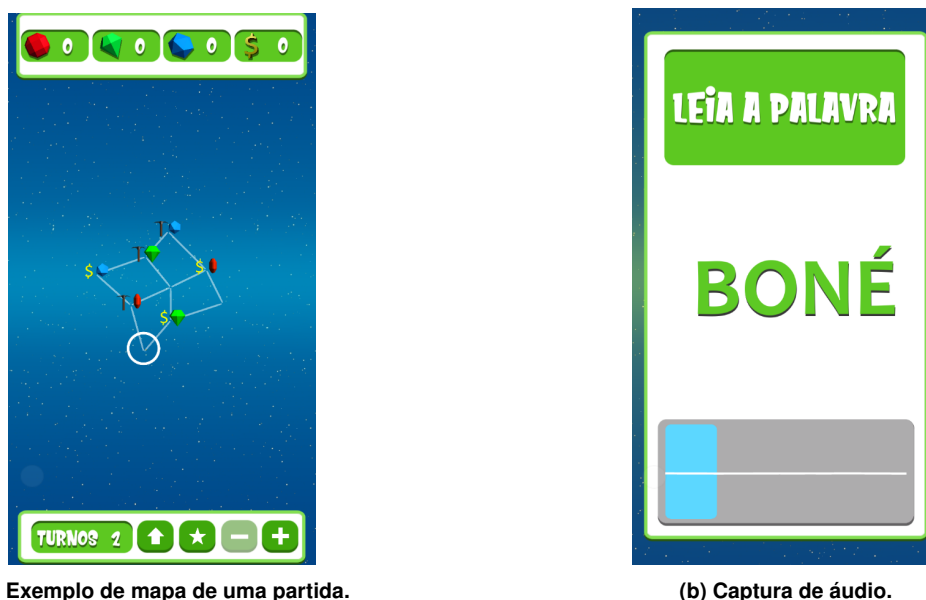 0 0 0 $ 0
T
T
$
$
T
$
TURNOS 2
Exemplo de mapa de uma partida.
LEIA A PALAVRA
BONÉ
(b) Captura de áudio.